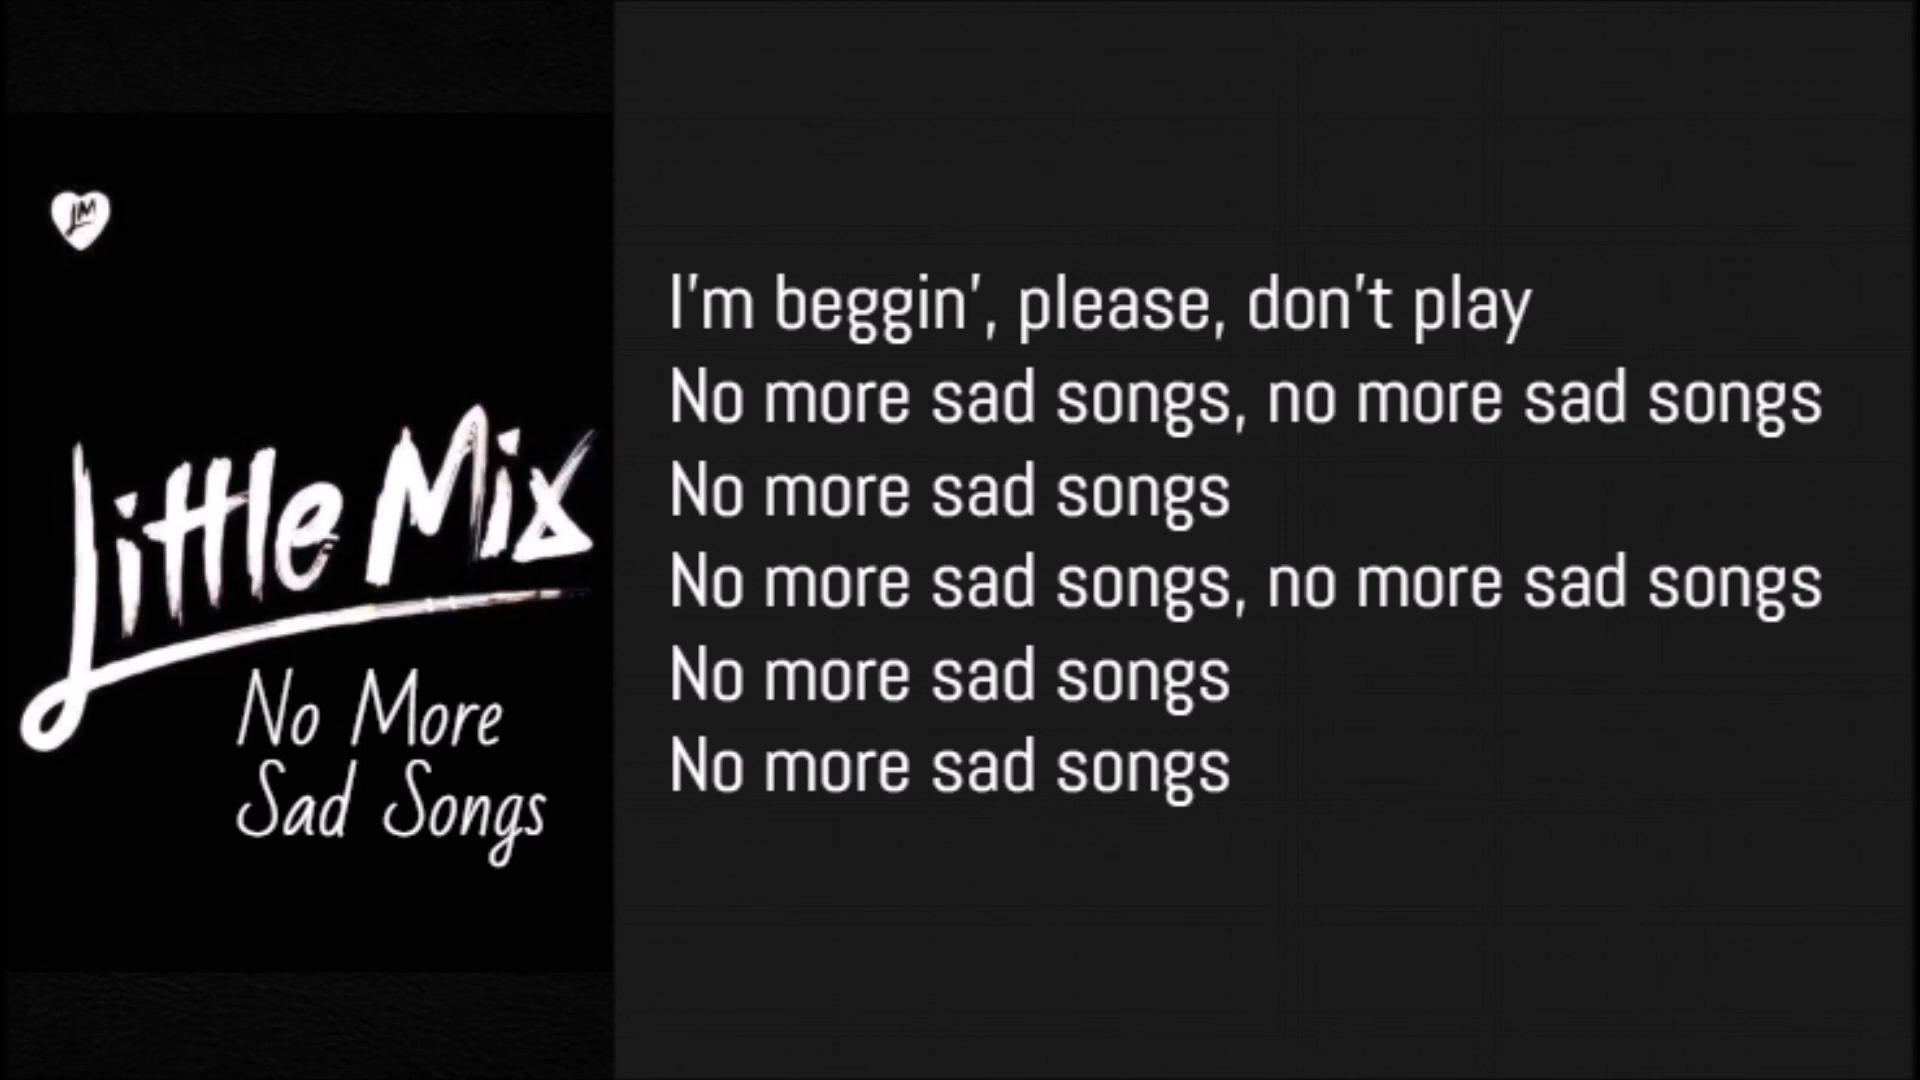 LM
Little Mix
No More
Sad Songs
I'm beggin', please, don't play
No more sad songs, no more sad songs
No more sad songs
No more sad songs, no more sad songs
No more sad songs
No more sad songs